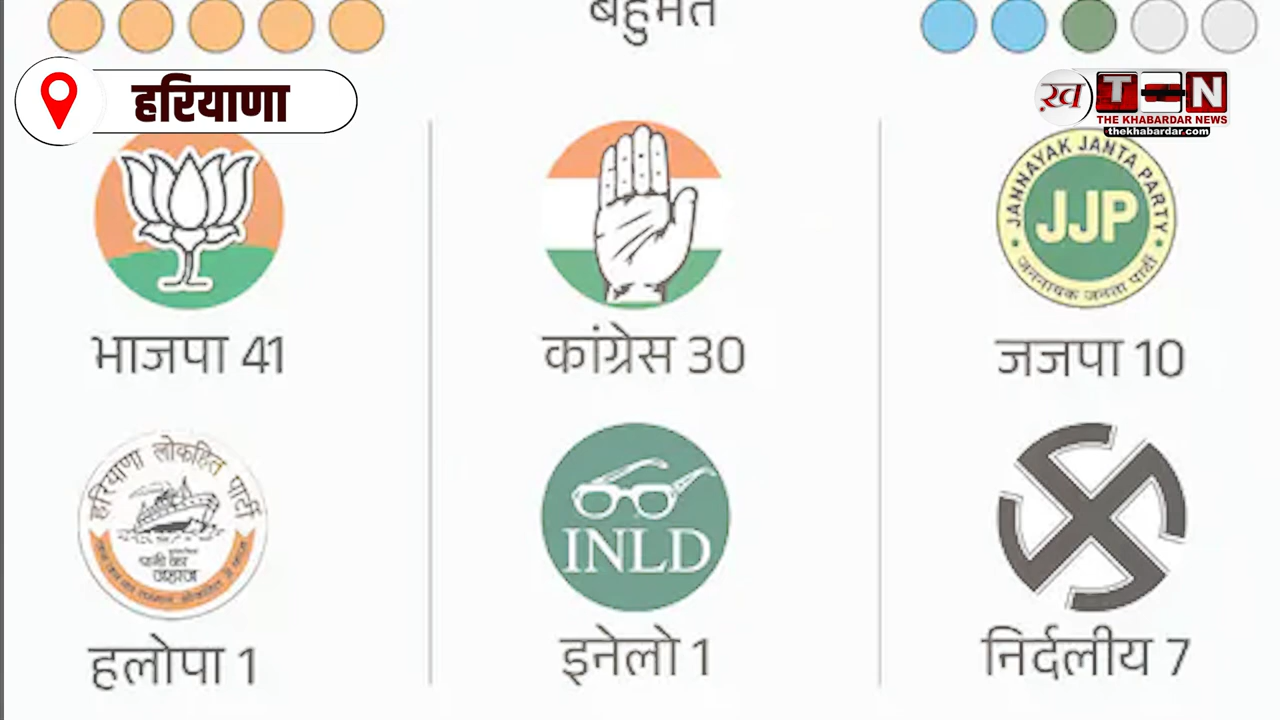 बहुमत
हरियाणा
ख़
T N
THE KHABARDAR NEWS
thekhabardar.com
JANNAYAK JANTA PARTY
JJP
जननायक जनता पार्टी
भाजपा 41
कांग्रेस 30
जजपा 10
हरियाणा लोकहित पार्टी
पानी का
जहाज
INLD
हलोपा 1
इनेलो 1
निर्दलीय 7